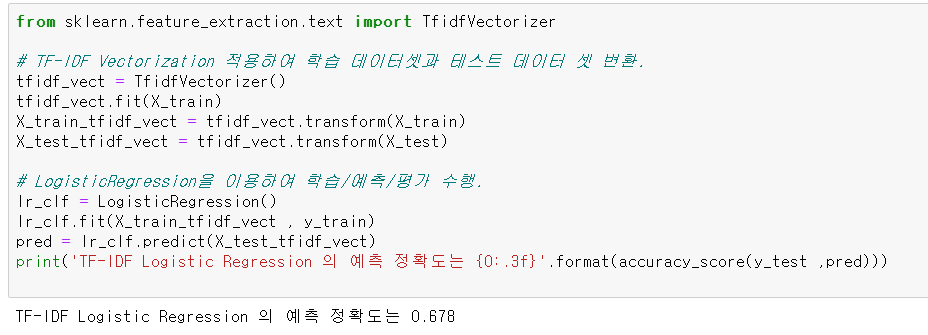 from sklearn.feature_extraction.text import TfidfVectorizer
# TF-IDF Vectorization 적용하여 학습 데이터셋과 테스트 데이터 셋 변환.
tfidf_vect = TfidfVectorizer()
tfidf_vect.fit(X_train)
X_train_tfidf_vect = tfidf_vect.transform(X_train)
X_test_tfidf_vect = tfidf_vect.transform(X_test)
# LogisticRegression을 이용하여 학습/예측/평가 수행.
lr_clf = LogisticRegression()
lr_clf.fit(X_train_tfidf_vect , y_train)
pred = lr_clf.predict(X_test_tfidf_vect)
print('TF-IDF Logistic Regression 의 예측 정확도는 {0:.3f}'.format(accuracy_score(y_test ,pred)))
TF-IDF Logistic Regression 의 예측 정확도는 0.678